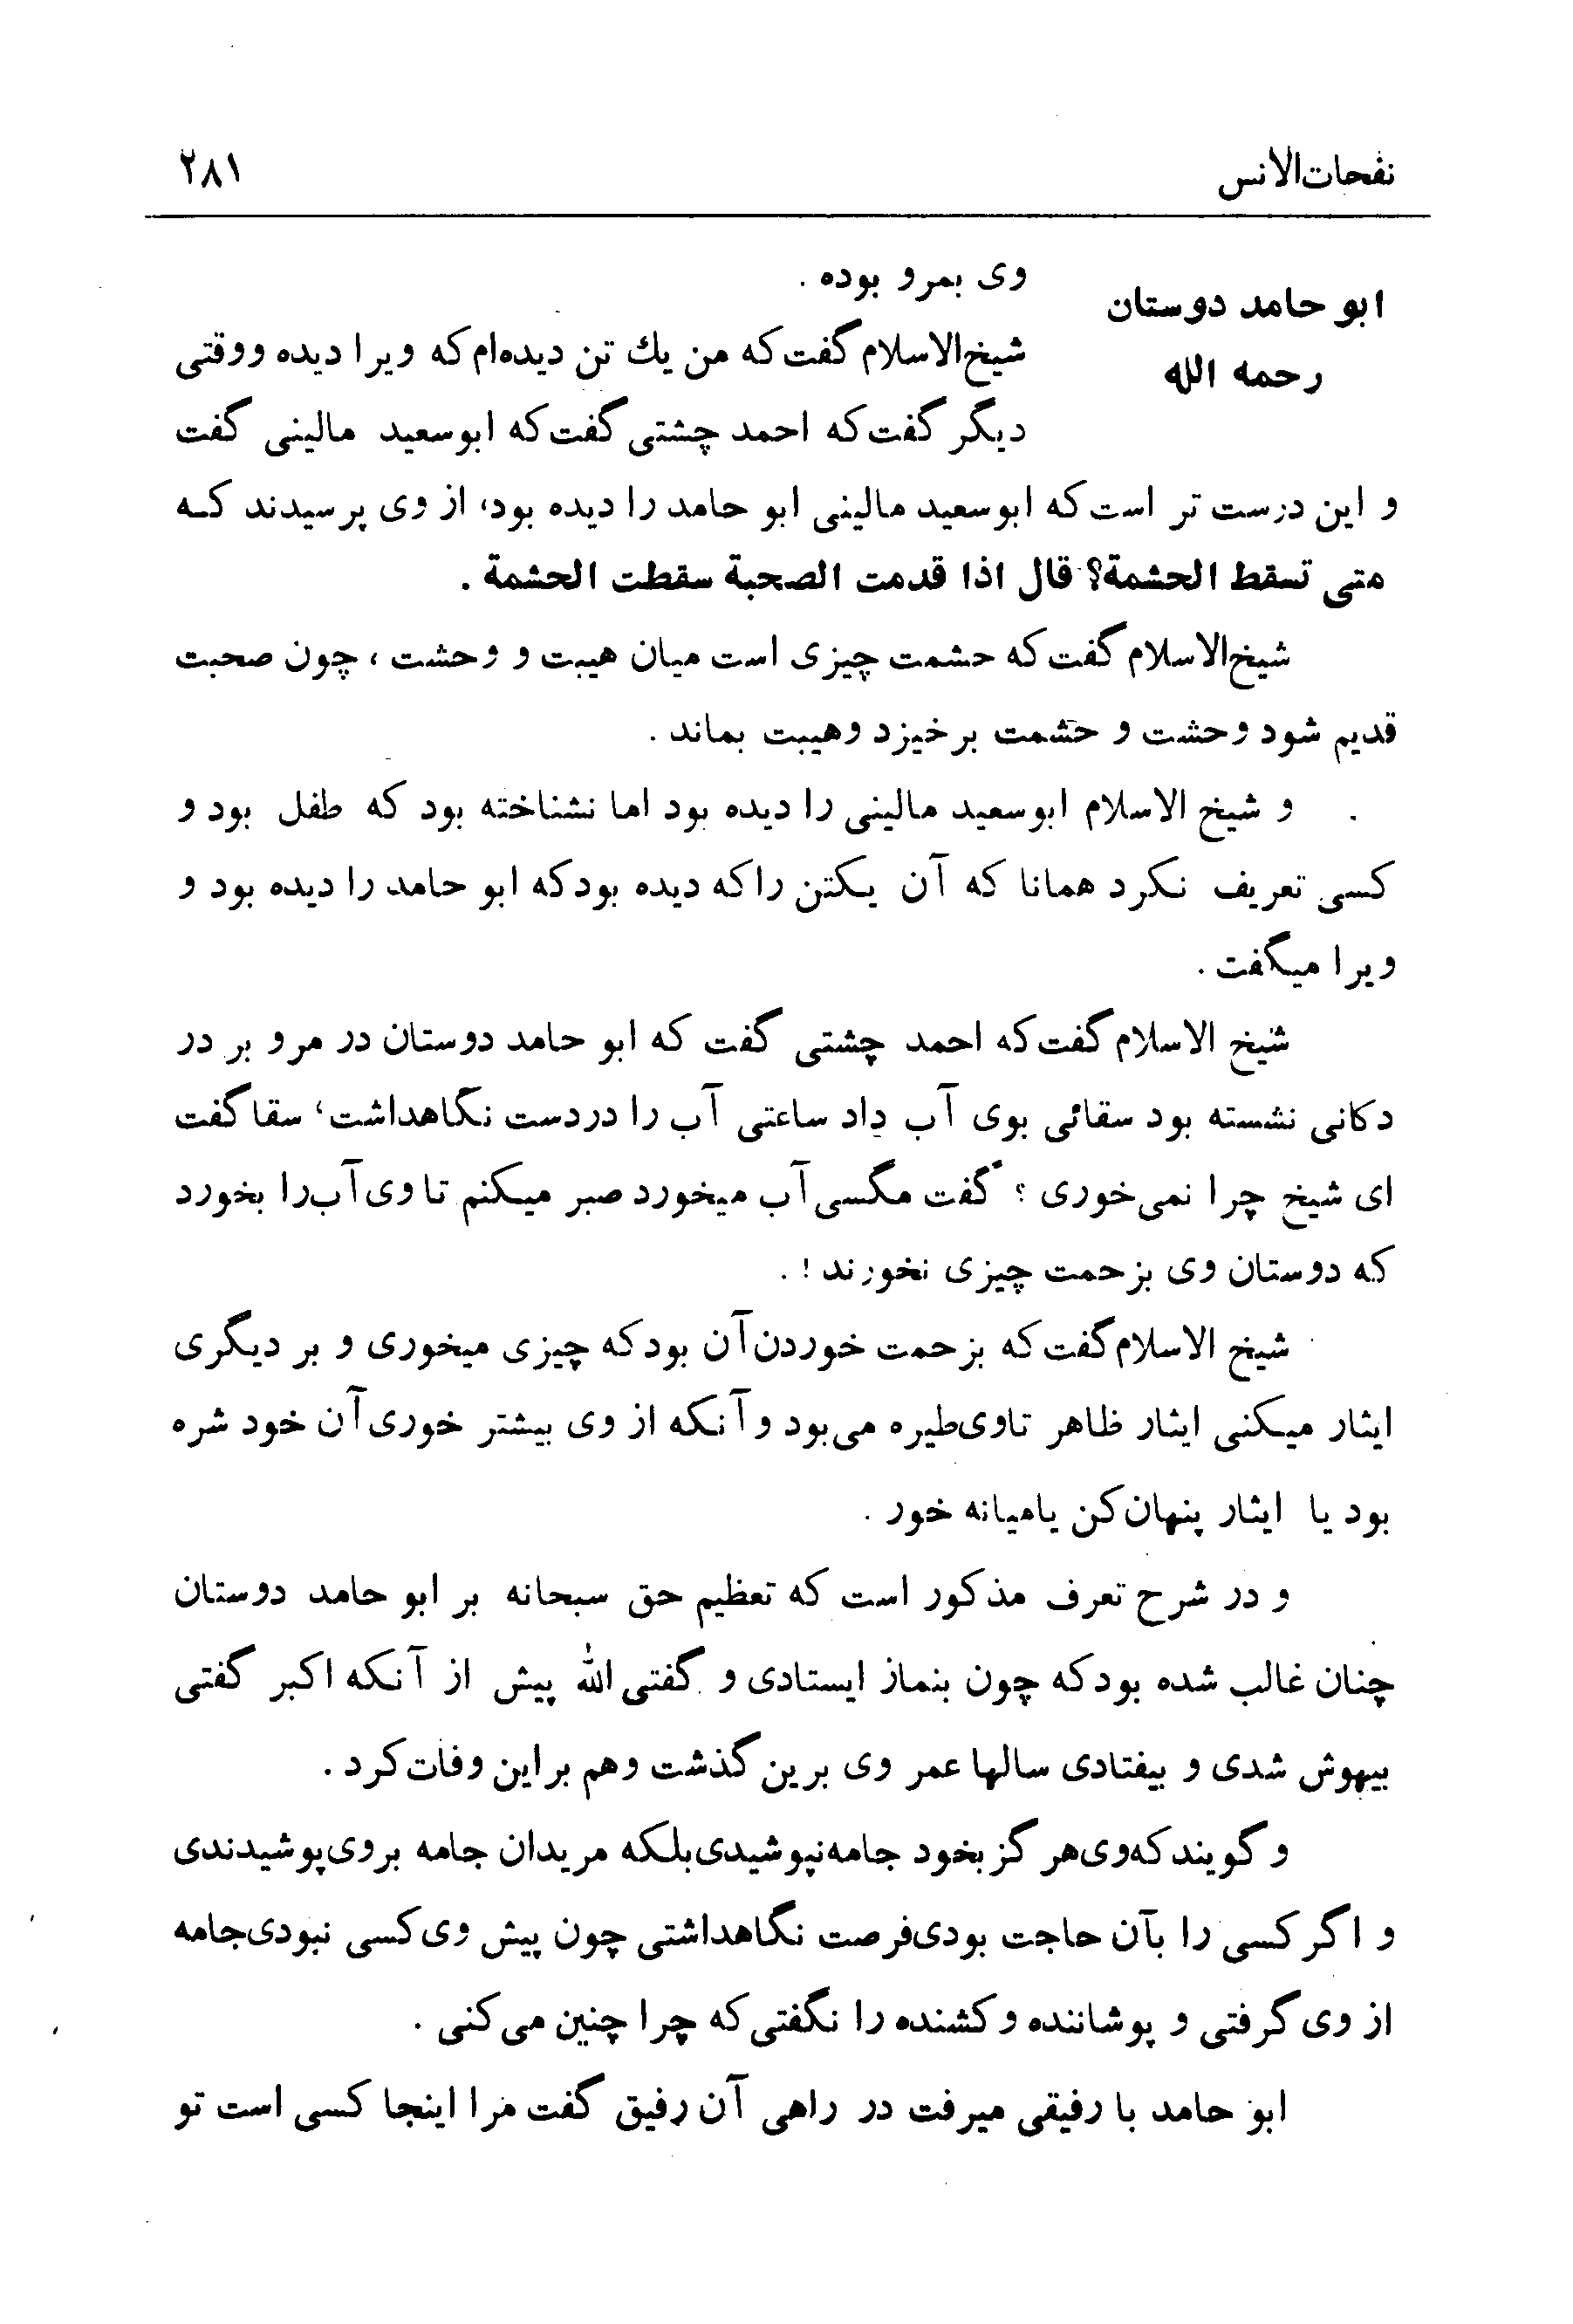 نفحات‌الانس ۲۸۱
ابو حامد دوستان
رحمه الله
وی بمرو بوده .
شیخ‌الاسلام گفت که من یك تن دیده‌ام که ویرا دیده ووقتی
دیگر گفت که احمد چشتی گفت که ابوسعید مالینی گفت
و این درست تر است که ابوسعید مالینی ابو حامد را دیده بود، از وی پرسیدند کـه
متی تسقط الحشمة؟ قال اذا قدمت الصحبة سقطت الحشمة .
شیخ‌الاسلام گفت که حشمت چیزی است میان هیبت و وحشت ، چون صحبت
قدیم شود وحشت و حشمت برخیزد وهیبت بماند .
و شیخ الاسلام ابوسعید مالینی را دیده بود اما نشناخته بود که طفل بود و
کسی تعریف نکرد همانا که آن یکتن را که دیده بود که ابو حامد را دیده بود و
ویرا میگفت .
شیخ الاسلام گفت که احمد چشتی گفت که ابو حامد دوستان در مرو بر در
دکانی نشسته بود سقائی بوی آب داد ساعتی آب را دردست نگاهداشت، سقا گفت
ای شیخ چرا نمی‌خوری ؟ گفت مگسی آب میخورد صبر میکنم تا وی آب‌را بخورد
که دوستان وی بزحمت چیزی نخورند ! .
شیخ الاسلام گفت که بزحمت خوردن آن بود که چیزی میخوری و بر دیگری
ایثار میکنی ایثار ظاهر تاوی‌طیره می‌بود و آنکه از وی بیشتر خوری آن خود شره
بود یا ایثار پنهان کن یامیانه خور .
و در شرح تعرف مذکور است که تعظیم حق سبحانه بر ابو حامد دوستان
چنان غالب شده بود که چون بنماز ایستادی و گفتی الله پیش از آنکه اکبر گفتی
بیهوش شدی و بیفتادی سالها عمر وی برین گذشت وهم براین وفات کرد .
و گویند که‌وی‌هرگز بخود جامه‌نپوشیدی‌بلکه مریدان جامه بروی‌پوشیدندی
و اگر کسی را بآن حاجت بودی‌فرصت نگاهداشتی چون پیش وی‌کسی نبودی‌جامه
از وی گرفتی و پوشاننده و کشنده را نگفتی که چرا چنین می‌کنی .
ابو حامد با رفیقی میرفت در راهی آن رفیق گفت مرا اینجا کسی است تو